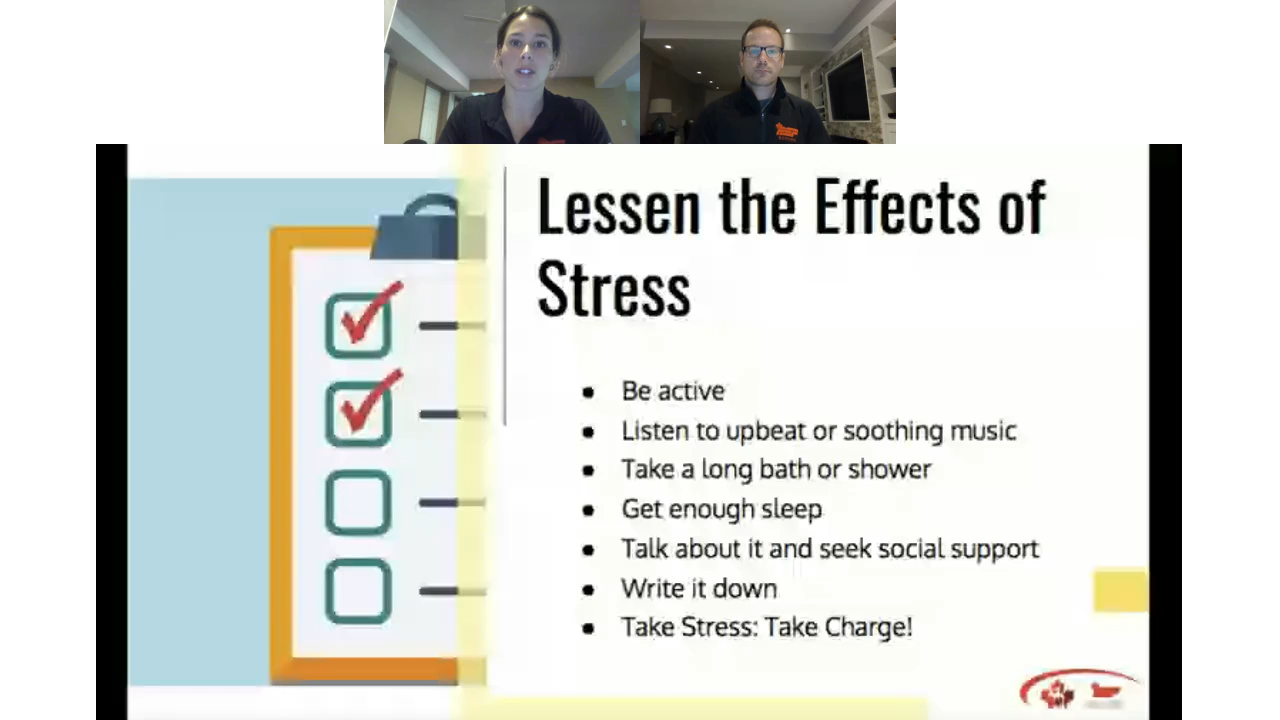 Lessen the Effects of
Stress
● Be active
● Listen to upbeat or soothing music
● Take a long bath or shower
● Get enough sleep
● Talk about it and seek social support
● Write it down
● Take Stress: Take Charge!